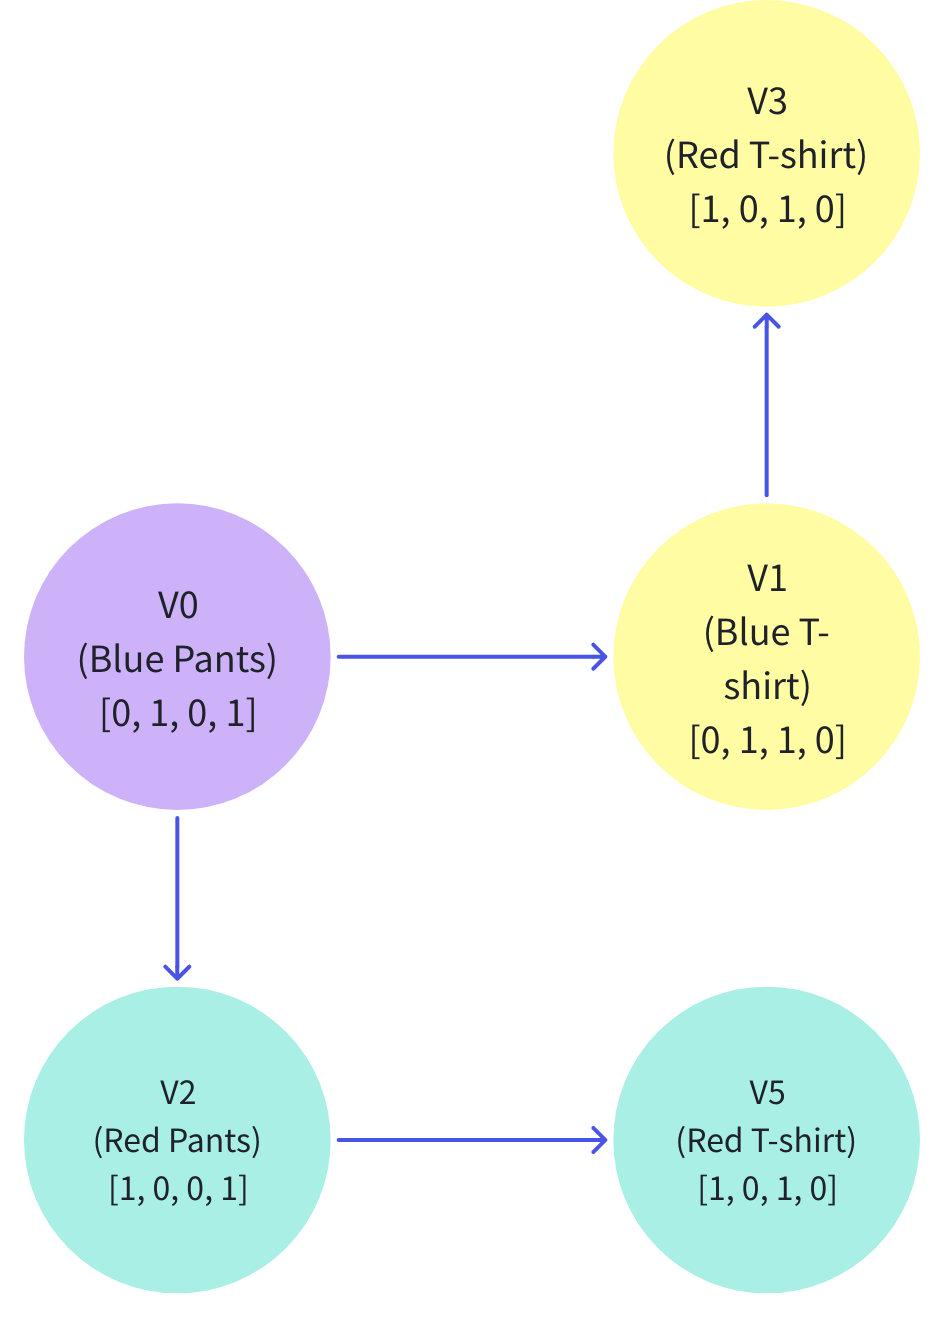 V3
(Red T-shirt)
[1, 0, 1, 0]
V0
(Blue Pants)
[0, 1, 0, 1]
V1
(Blue T-
shirt)
[0, 1, 1, 0]
V2
(Red Pants)
[1, 0, 0, 1]
V5
(Red T-shirt)
[1, 0, 1, 0]